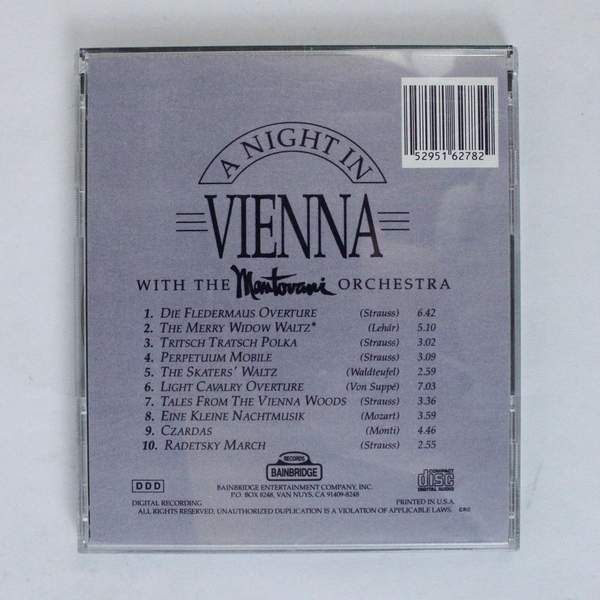 52951 62782
A NIGHT IN
VIENNA
WITH THE Mantovani ORCHESTRA
1. DIE FLEDERMAUS OVERTURE (Strauss) 6.42
2. THE MERRY WIDOW WALTZ* (Lehár) 5.10
3. TRITSCH TRATSCH POLKA (Strauss) 3.02
4. PERPETUUM MOBILE (Strauss) 3.09
5. THE SKATERS' WALTZ (Waldteufel) 2.59
6. LIGHT CAVALRY OVERTURE (Von Suppé) 7.03
7. TALES FROM THE VIENNA WOODS (Strauss) 3.36
8. EINE KLEINE NACHTMUSIK (Mozart) 3.59
9. CZARDAS (Monti) 4.46
10. RADETSKY MARCH (Strauss) 2.55
RECORDS
BAINBRIDGE
DDD
BAINBRIDGE ENTERTAINMENT COMPANY, INC.
P.O. BOX 8248, VAN NUYS, CA 91409-8248
COMPACT
disc
DIGITAL AUDIO
DIGITAL RECORDING PRINTED IN U.S.A.
ALL RIGHTS RESERVED. UNAUTHORIZED DUPLICATION IS A VIOLATION OF APPLICABLE LAWS. CRC